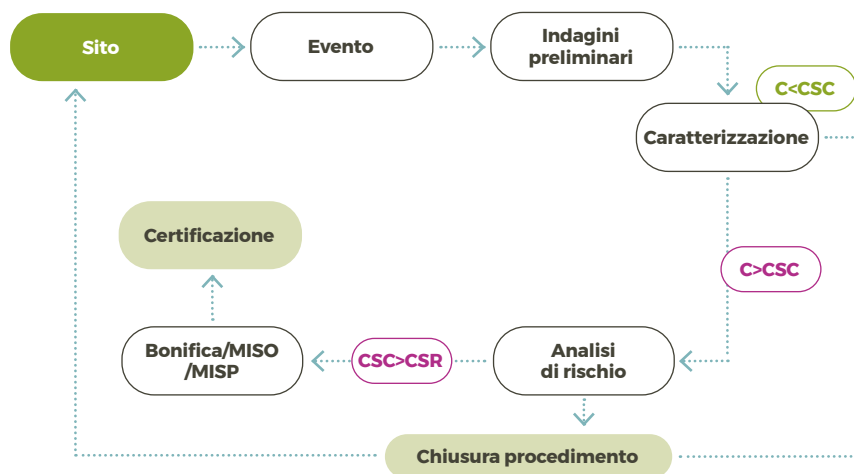 Sito
Evento
Indagini
preliminari
C<CSC
Caratterizzazione
Certificazione
C>CSC
Bonifica/MISO
/MISP
CSC>CSR
Analisi
di rischio
Chiusura procedimento